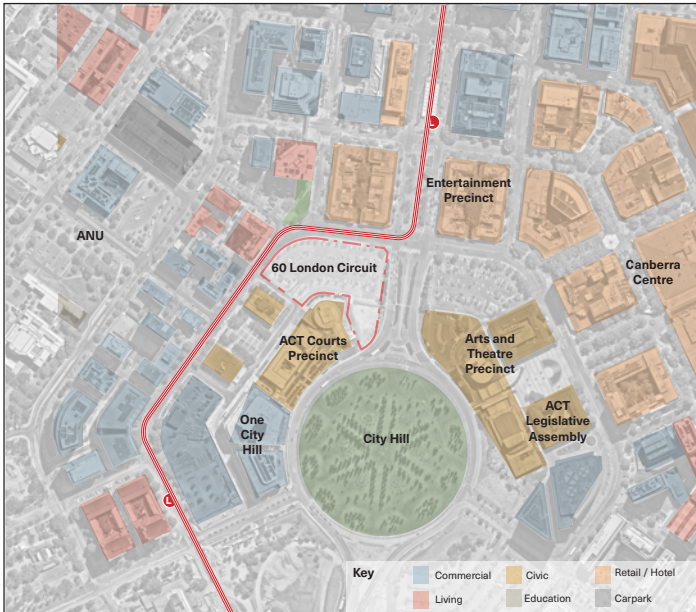 L
Entertainment
Precinct
ANU
60 London Circuit
Canberra
Centre
ACT Courts
Precinct
Arts and
Theatre
Precinct
One
City
Hill
City Hill
ACT
Legislative
Assembly
L
Key
Commercial
Civic
Retail / Hotel
Living
Education
Carpark